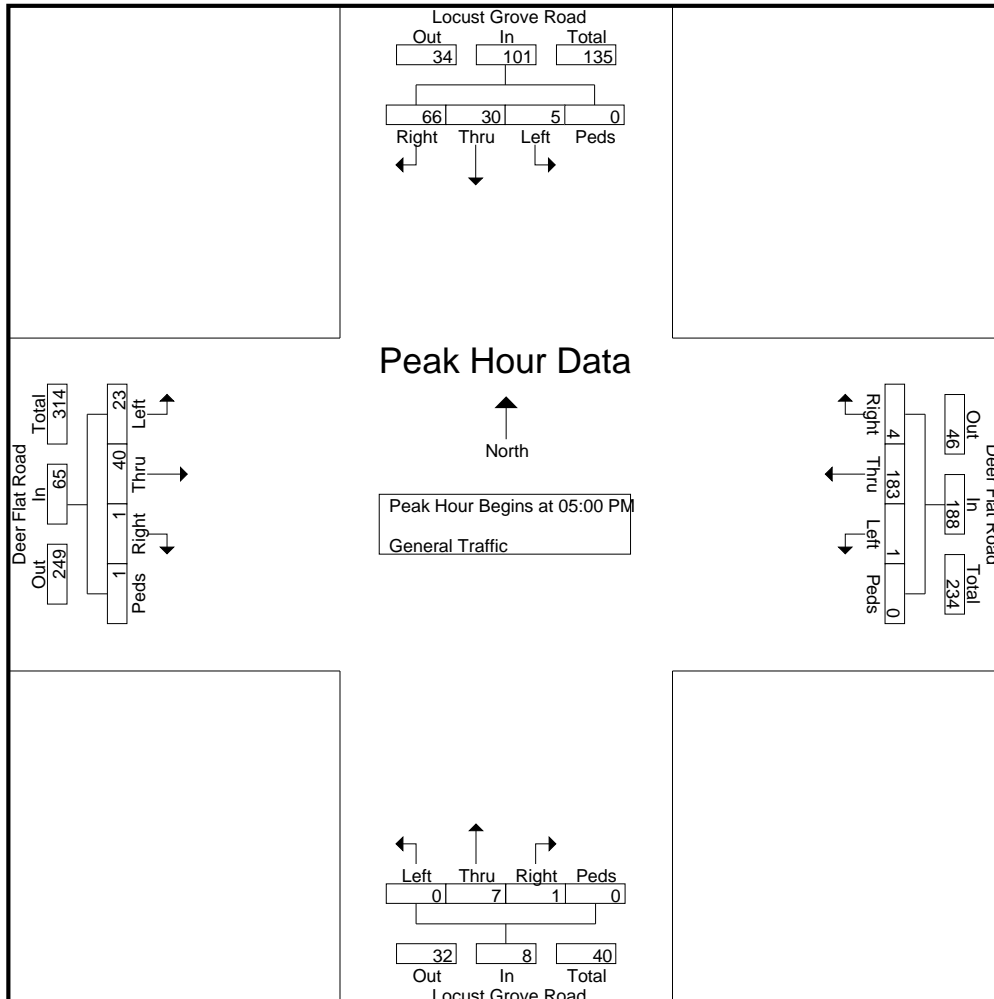 Locust Grove Road
Out In Total
34 101 135
66 30 5 0
Right Thru Left Peds
Peak Hour Data
North
Peak Hour Begins at 05:00 PM
General Traffic
Deer Flat Road
Total In Out
314 65 249
23 40 1 1
Left Thru Right Peds
Right Thru Left Peds
4 183 1 0
Out In Total
46 188 234
Deer Flat Road
Left Thru Right Peds
0 7 1 0
32 8 40
Out In Total
Locust Grove Road